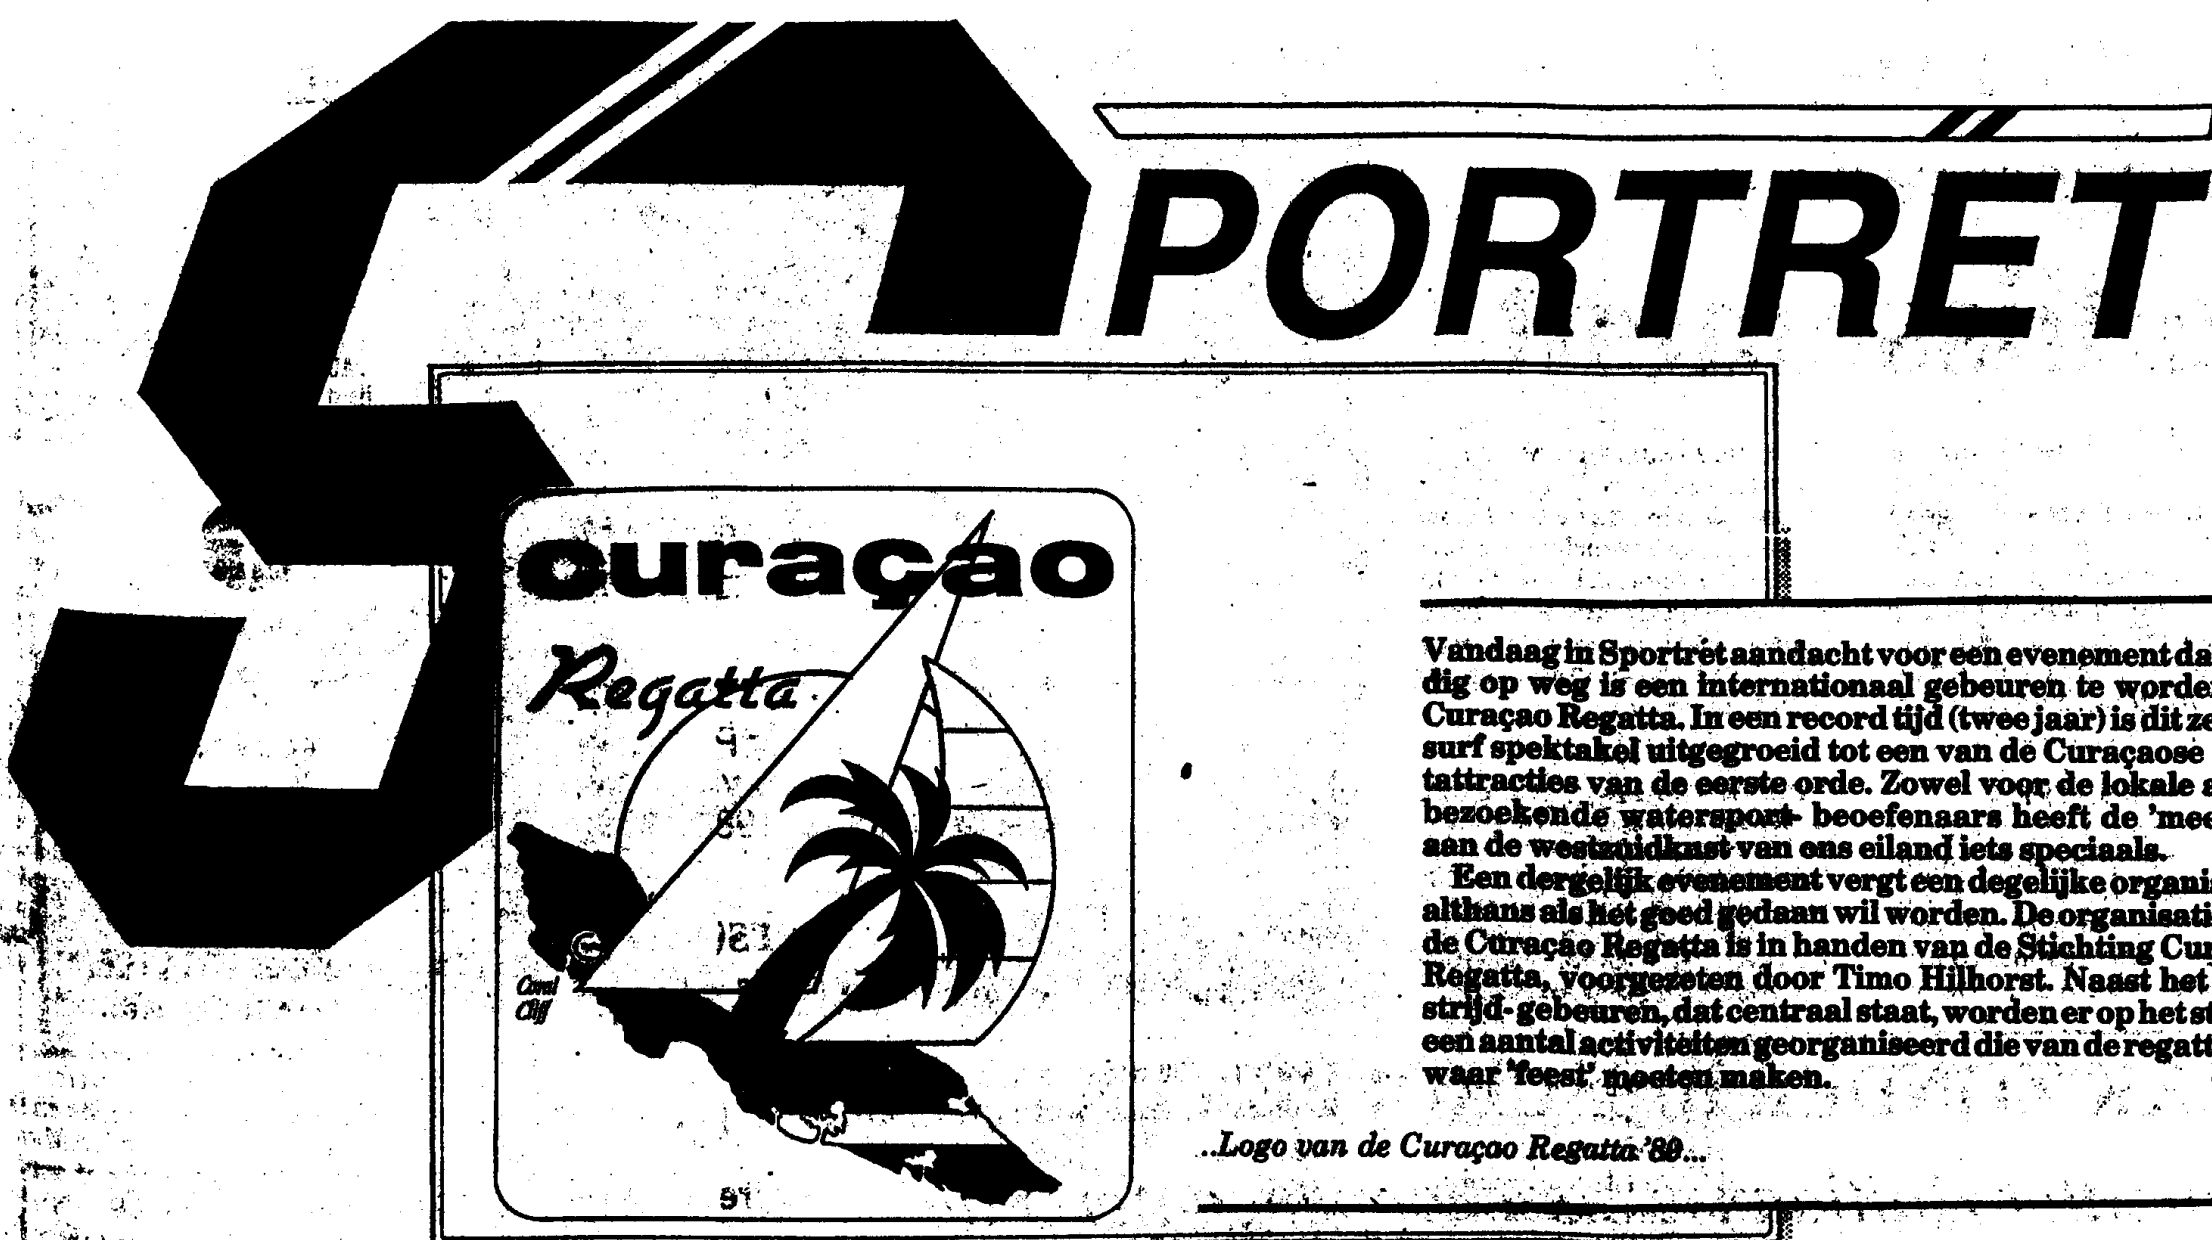 SPORTRET
curaçao
Regatta
Coral
Cliff
Vandaag in Sportret aandacht voor een evenement da
dig op weg is een internationaal gebeuren te worde
Curaçao Regatta. In een record tijd (twee jaar) is dit ze
surf spektakel uitgegroeid tot een van de Curaçaose
tattracties van de eerste orde. Zowel voor de lokale a
bezoekende watersport- beoefenaars heeft de 'mee
aan de westzuidkust van ons eiland iets speciaals.
Een dergelijk evenement vergt een degelijke organis
althans als het goed gedaan wil worden. De organisati
de Curaçao Regatta is in handen van de Stichting Cur
Regatta, voorgezeten door Timo Hilhorst. Naast het
strijd-gebeuren, dat centraal staat, worden er op het st
een aantal activiteiten georganiseerd die van de regatt
waar 'feest' moeten maken.
..Logo van de Curaçao Regatta '89...